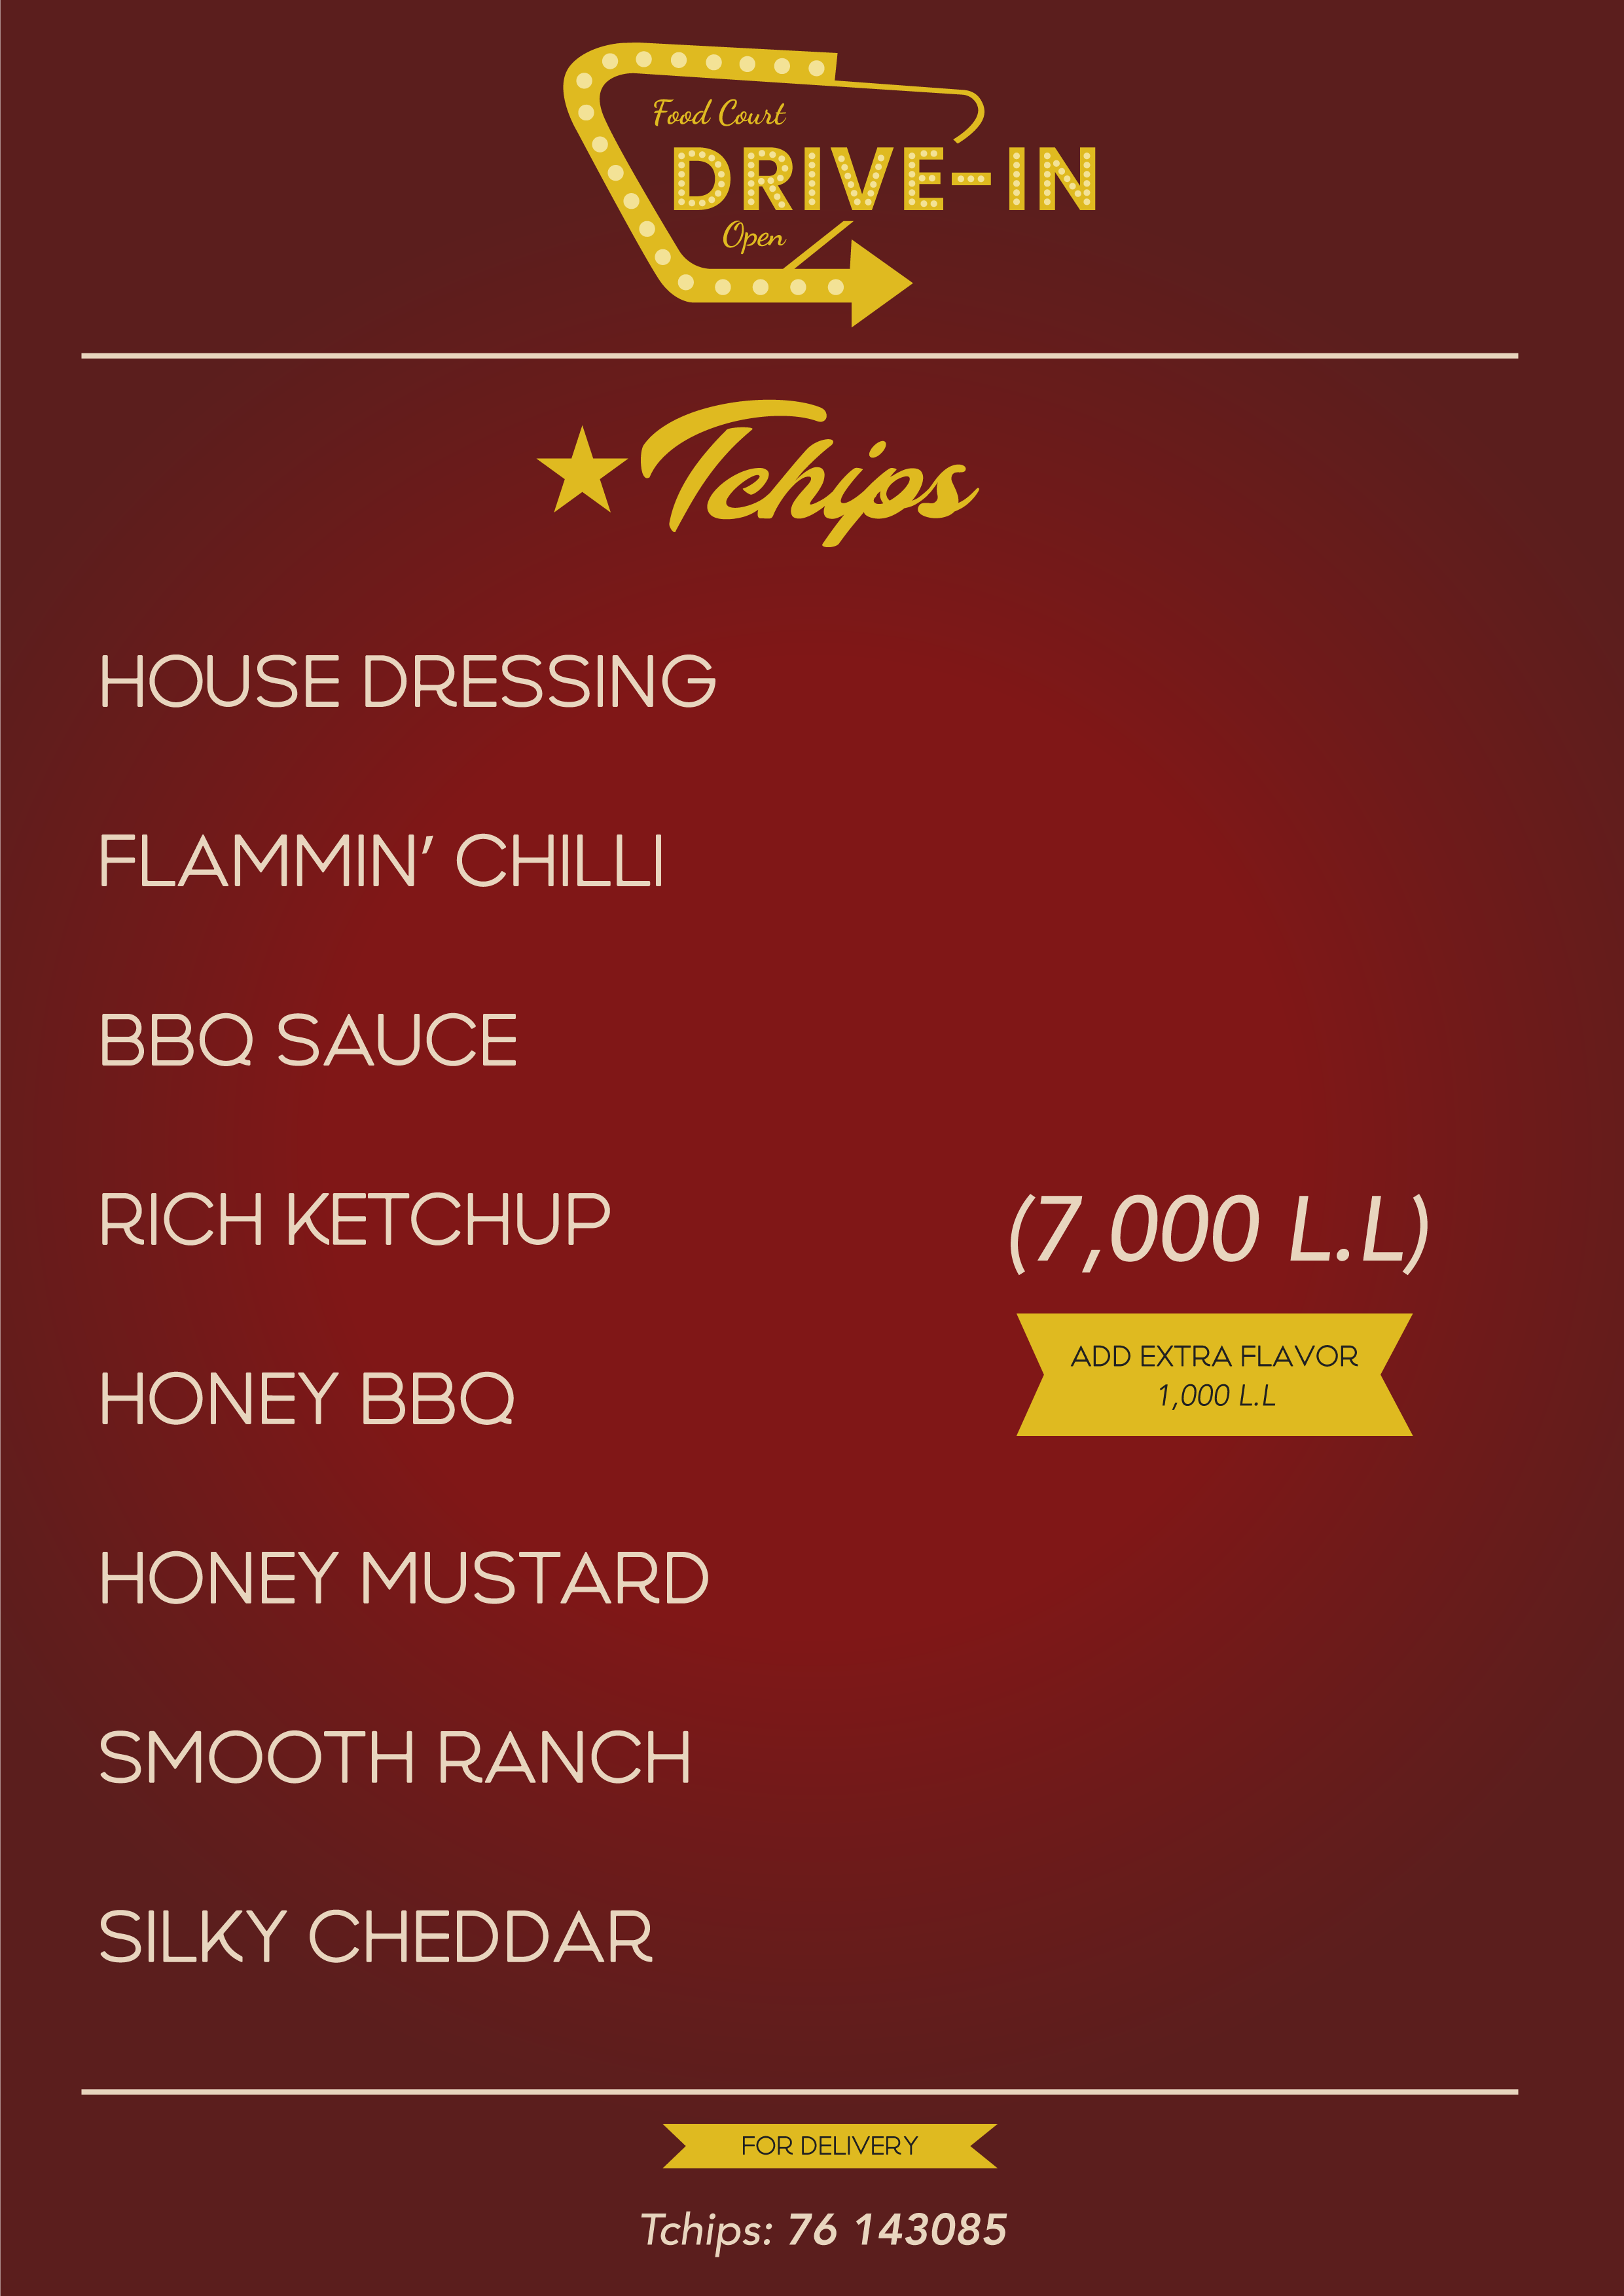 Food Court
DRIVE-IN
Open
Tchips
HOUSE DRESSING
FLAMMIN’ CHILLI
BBQ SAUCE
RICH KETCHUP
(7,000 L.L)
ADD EXTRA FLAVOR
1,000 L.L
HONEY BBQ
HONEY MUSTARD
SMOOTH RANCH
SILKY CHEDDAR
FOR DELIVERY
Tchips: 76 143085